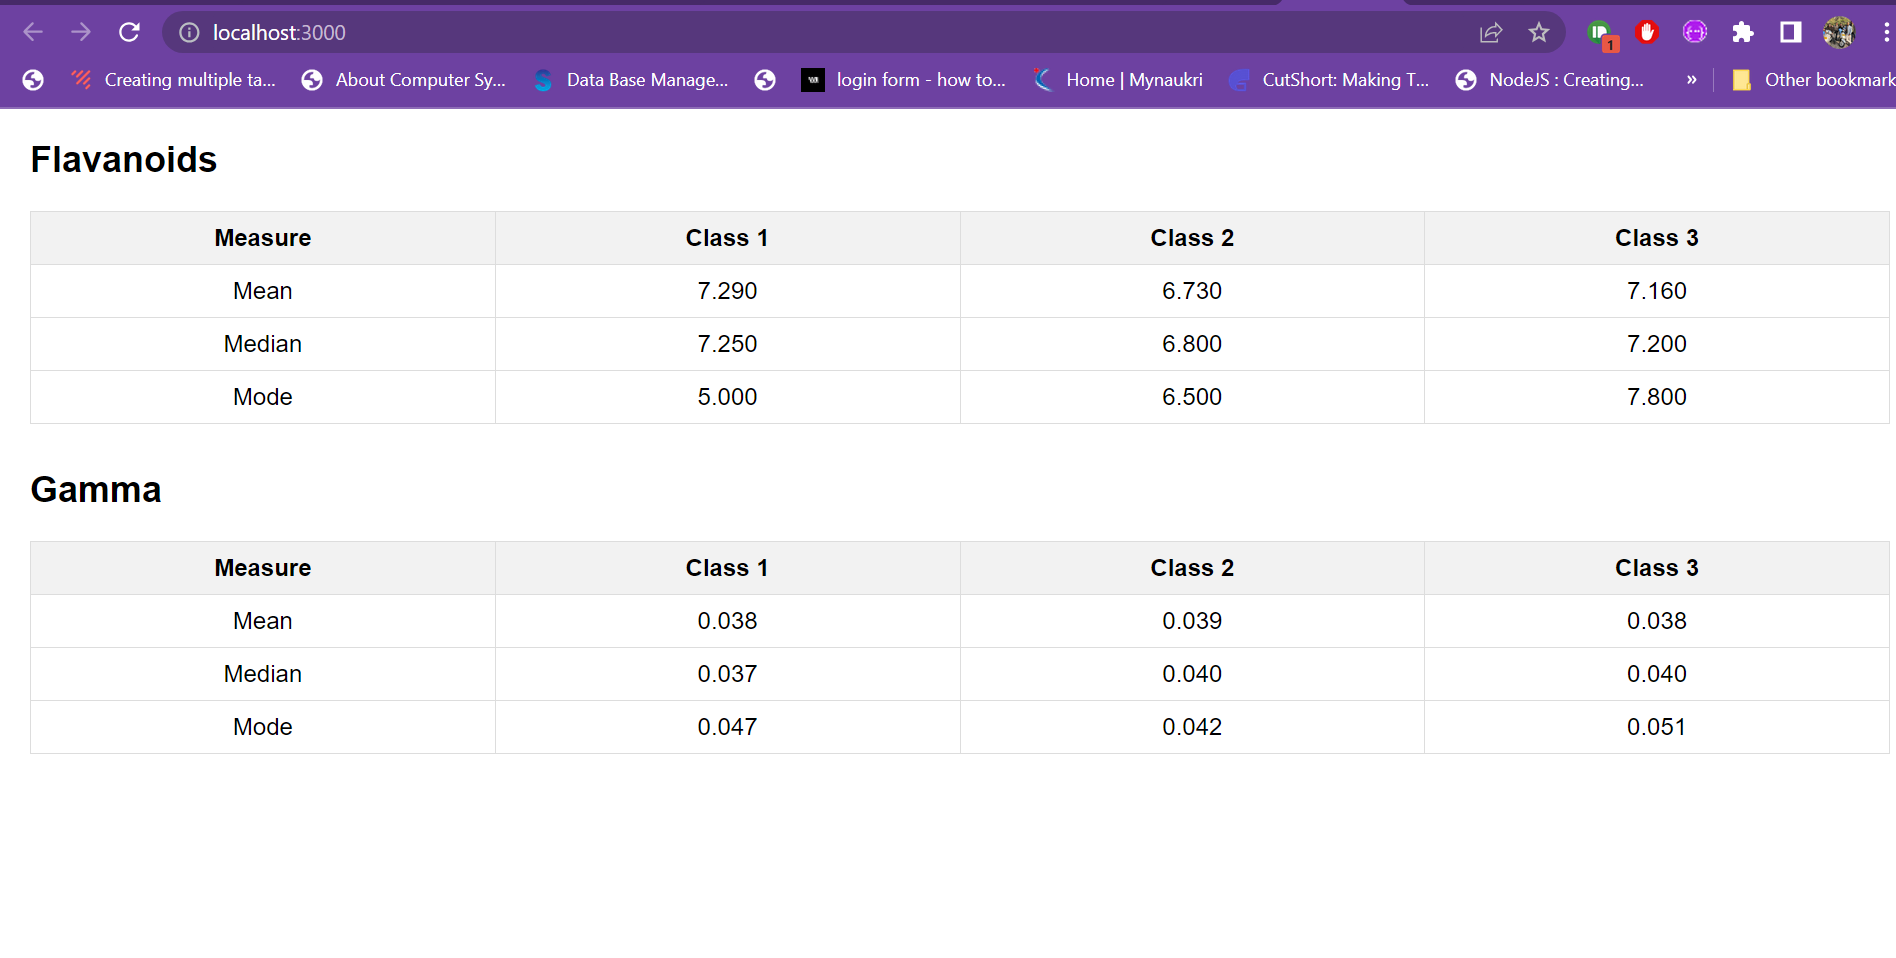 localhost:3000
1
Creating multiple ta... About Computer Sy... Data Base Manage... login form - how to... Home | Mynaukri CutShort: Making T... NodeJS : Creating... » Other bookmark
Flavanoids
Measure Class 1 Class 2 Class 3
Mean 7.290 6.730 7.160
Median 7.250 6.800 7.200
Mode 5.000 6.500 7.800
Gamma
Measure Class 1 Class 2 Class 3
Mean 0.038 0.039 0.038
Median 0.037 0.040 0.040
Mode 0.047 0.042 0.051